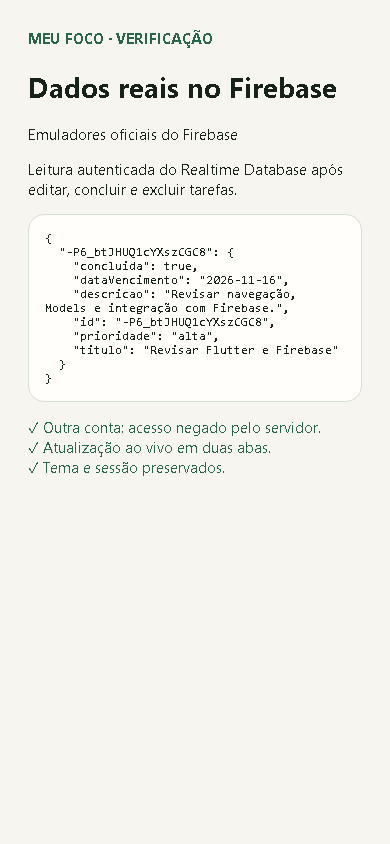 MEU FOCO · VERIFICAÇÃO
Dados reais no Firebase
Emuladores oficiais do Firebase
Leitura autenticada do Realtime Database após
editar, concluir e excluir tarefas.
{
  "-P6_btJHUQ1cYXszCGC8": {
    "concluida": true,
    "dataVencimento": "2026-11-16",
    "descricao": "Revisar navegação,
Models e integração com Firebase.",
    "id": "-P6_btJHUQ1cYXszCGC8",
    "prioridade": "alta",
    "titulo": "Revisar Flutter e Firebase"
  }
}
✓ Outra conta: acesso negado pelo servidor.
✓ Atualização ao vivo em duas abas.
✓ Tema e sessão preservados.